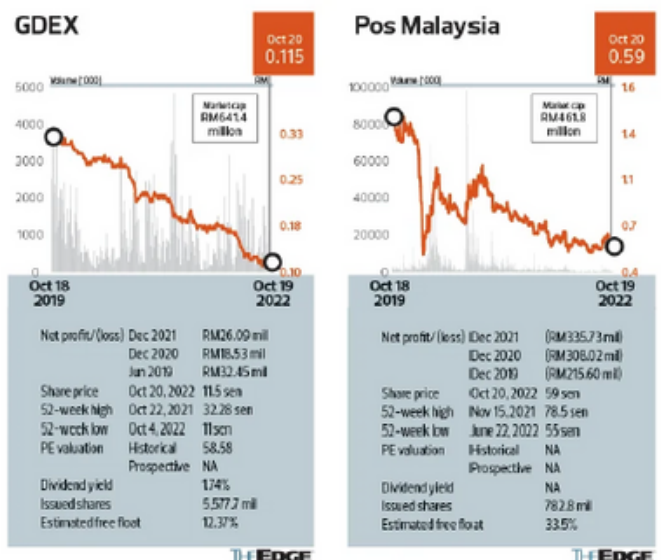 GDEX
Oct 20
0.115
Volume ('000)
RM
5000
4000
3000
2000
1000
0
Market cap
RM641.4
million
0.33
0.25
0.18
0.10
Oct 18
2019
Oct 19
2022
Net profit/(loss) Dec 2021 RM26.09 mil
Dec 2020 RM18.53 mil
Jun 2019 RM32.45 mil
Share price Oct 20, 2022 11.5 sen
52-week high Oct 22, 2021 32.28 sen
52-week low Oct 4, 2022 11 sen
PE valuation Historical 58.58
Prospective NA
Dividend yield 1.74%
Issued shares 5,577.7 mil
Estimated free float 12.37%
THE EDGE
Pos Malaysia
Oct 20
0.59
Volume ('000)
RM
100000
80000
60000
40000
20000
0
Market cap
RM461.8
million
1.6
1.4
1.1
0.7
0.4
Oct 18
2019
Oct 19
2022
Net profit/(loss) Dec 2021 (RM335.73 mil)
Dec 2020 (RM308.02 mil)
Dec 2019 (RM215.60 mil)
Share price Oct 20, 2022 59 sen
52-week high Nov 15, 2021 78.5 sen
52-week low June 22, 2022 55 sen
PE valuation Historical NA
Prospective NA
Dividend yield NA
Issued shares 782.8 mil
Estimated free float 33.5%
THE EDGE